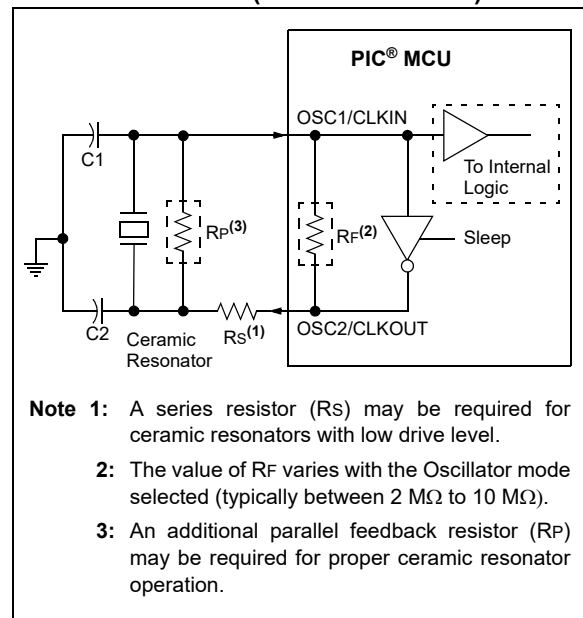 PIC® MCU
OSC1/CLKIN
C1
To Internal
Logic
RP(3)
RF(2)
Sleep
C2
Ceramic
Resonator
RS(1)
OSC2/CLKOUT
Note 1: A series resistor (RS) may be required for
ceramic resonators with low drive level.
2: The value of RF varies with the Oscillator mode
selected (typically between 2 MΩ to 10 MΩ).
3: An additional parallel feedback resistor (RP)
may be required for proper ceramic resonator
operation.